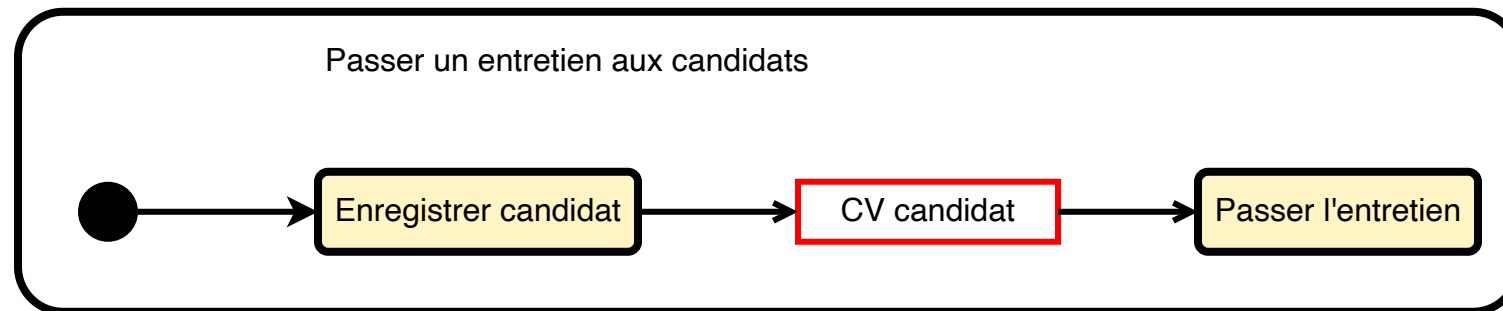 Passer un entretien aux candidats
Enregistrer candidat
CV candidat
Passer l'entretien